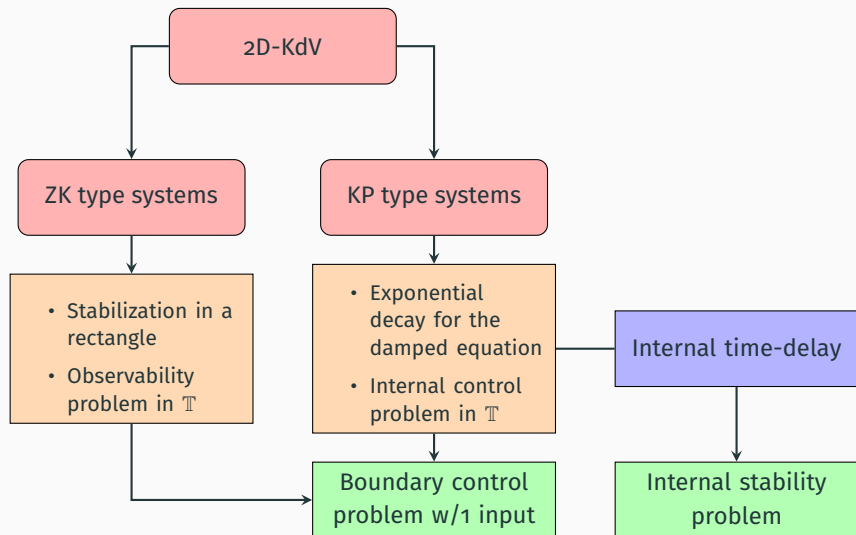 2D-KdV
ZK type systems
KP type systems
• Stabilization in a
rectangle
• Observability
problem in 𝕋
• Exponential
decay for the
damped equation
• Internal control
problem in 𝕋
Internal time-delay
Boundary control
problem w/1 input
Internal stability
problem